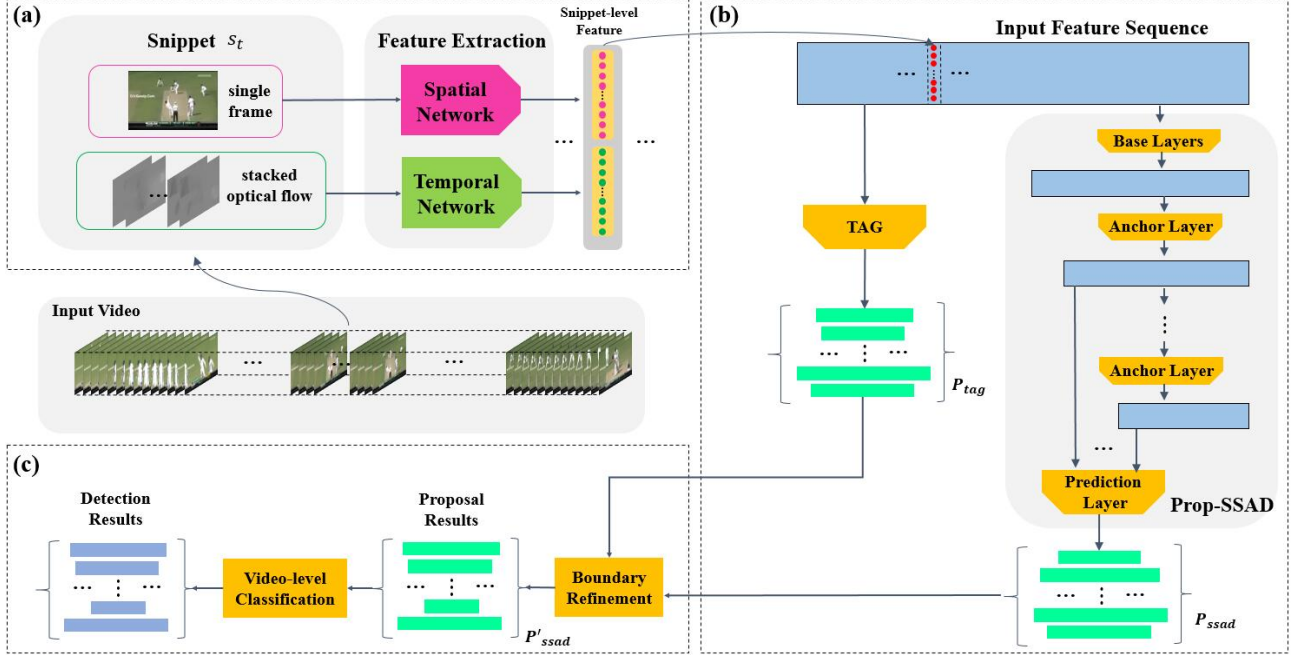 (a)
Snippet s_t
single
frame
stacked
optical flow
Feature Extraction
Spatial
Network
Temporal
Network
Snippet-level
Feature
...
...
Input Video
...
...
...
(b)
Input Feature Sequence
...
...
TAG
...
...
P_tag
Base Layers
Anchor Layer
Anchor Layer
...
Prediction
Layer
Prop-SSAD
...
...
P_ssad
(c)
Detection
Results
...
...
Video-level
Classification
Proposal
Results
...
...
P'_ssad
Boundary
Refinement